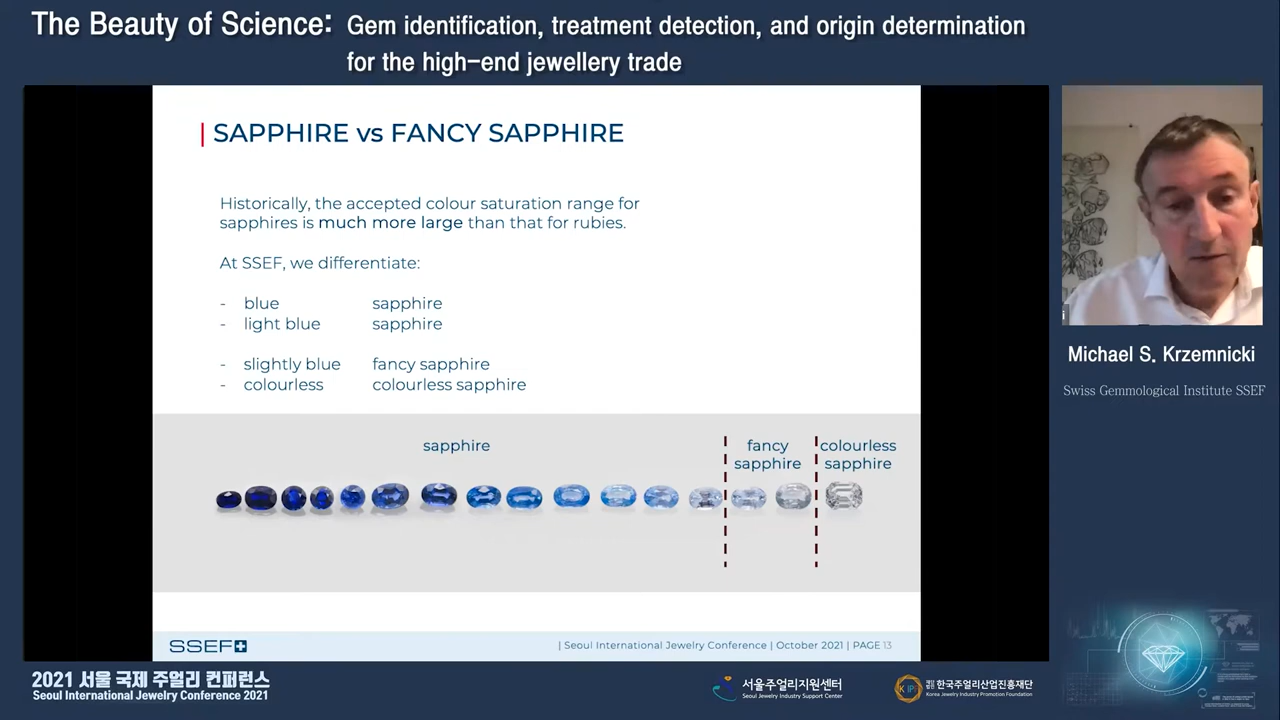 The Beauty of Science: Gem identification, treatment detection, and origin determination
for the high-end jewellery trade
| SAPPHIRE vs FANCY SAPPHIRE
Historically, the accepted colour saturation range for
sapphires is much more large than that for rubies.
At SSEF, we differentiate:
- blue sapphire
- light blue sapphire
- slightly blue fancy sapphire
- colourless colourless sapphire
sapphire
fancy
sapphire
colourless
sapphire
SSEF
| Seoul International Jewelry Conference | October 2021 | PAGE 13
Michael S. Krzemnicki
Swiss Gemmological Institute SSEF
2021 서울 국제 주얼리 컨퍼런스
Seoul International Jewelry Conference 2021
서울주얼리지원센터
Seoul Jewelry Industry Support Center
재단법인 한국주얼리산업진흥재단
Korea Jewelry Industry Promotion Foundation